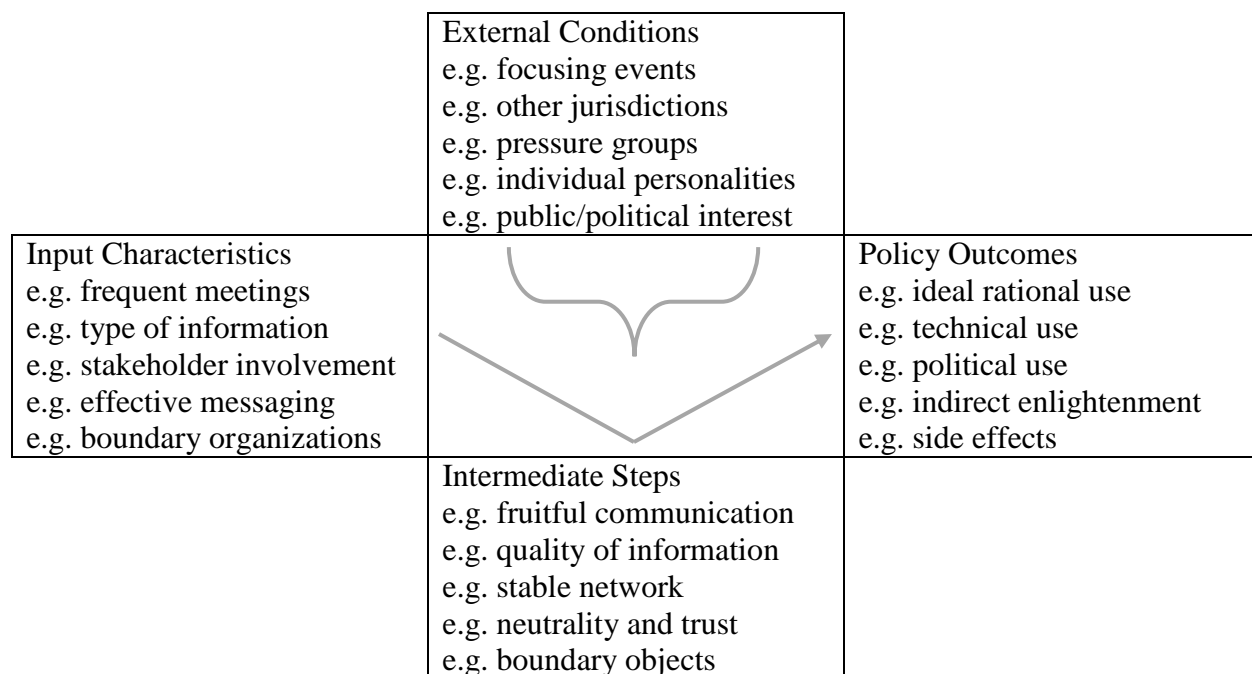 External Conditions
e.g. focusing events
e.g. other jurisdictions
e.g. pressure groups
e.g. individual personalities
e.g. public/political interest
Input Characteristics
e.g. frequent meetings
e.g. type of information
e.g. stakeholder involvement
e.g. effective messaging
e.g. boundary organizations
Policy Outcomes
e.g. ideal rational use
e.g. technical use
e.g. political use
e.g. indirect enlightenment
e.g. side effects
Intermediate Steps
e.g. fruitful communication
e.g. quality of information
e.g. stable network
e.g. neutrality and trust
e.g. boundary objects